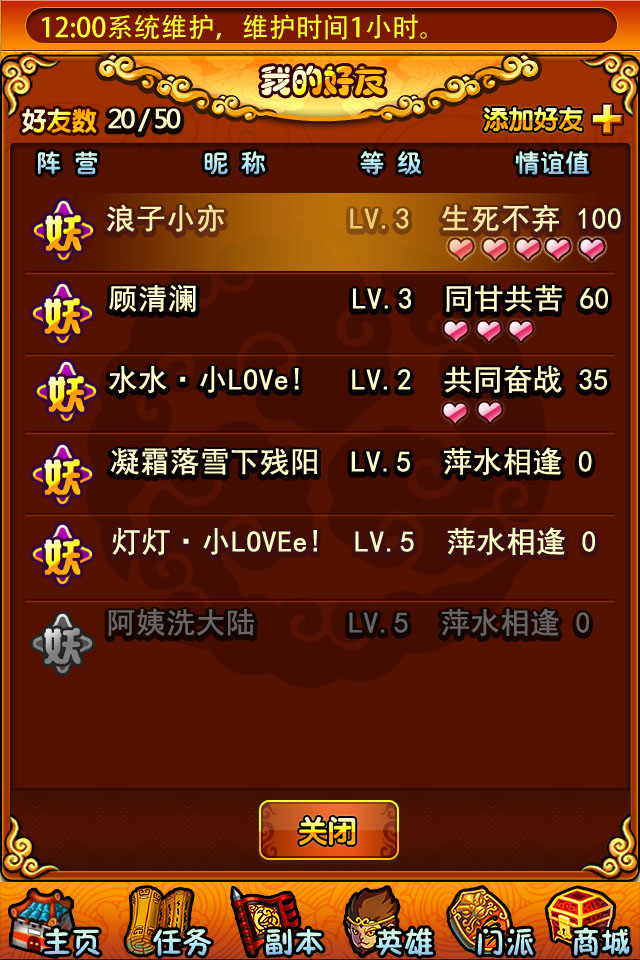 12:00系统维护，维护时间1小时。
我的好友
好友数 20/50 添加好友
阵营 昵称 等级 情谊值
妖 浪子小亦 LV.3 生死不弃 100
妖 顾清澜 LV.3 同甘共苦 60
妖 水水·小LOVe! LV.2 共同奋战 35
妖 凝霜落雪下残阳 LV.5 萍水相逢 0
妖 灯灯·小LOVEe! LV.5 萍水相逢 0
妖 阿姨洗大陆 LV.5 萍水相逢 0
关闭
主页 任务 副本 英雄 门派 商城